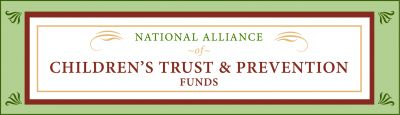 NATIONAL ALLIANCE
of
CHILDREN'S TRUST & PREVENTION
FUNDS